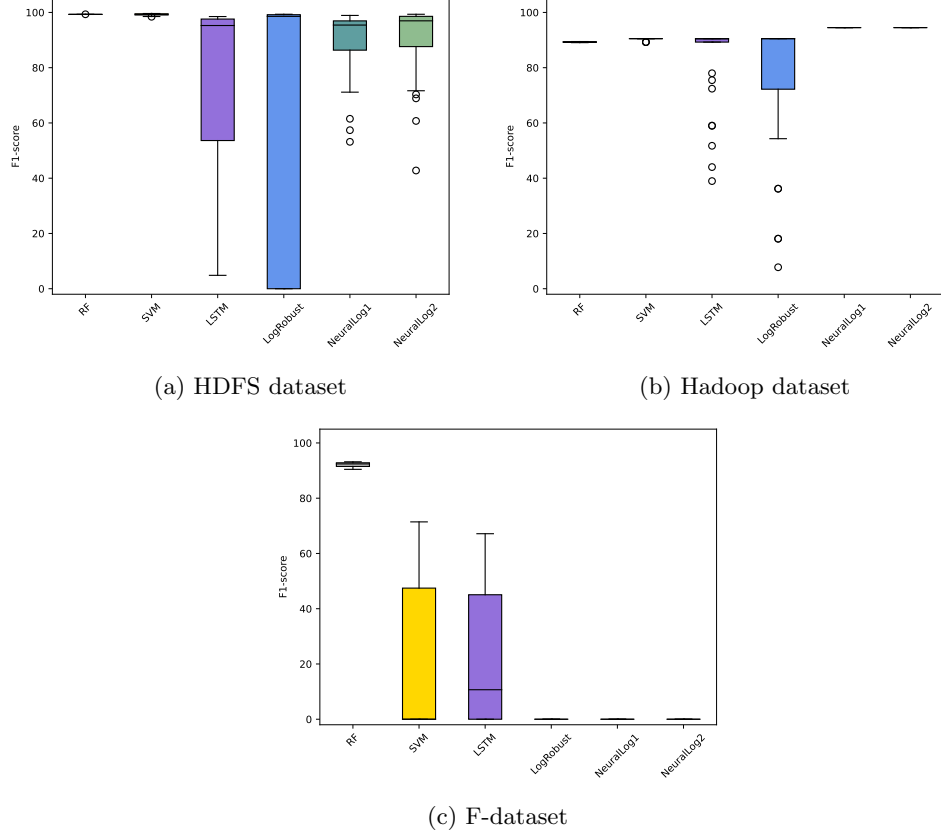 80
60
40
20
0
F1-score
RF
SVM
LSTM
LogRobust
NeuralLog1
NeuralLog2
(a) HDFS dataset
80
60
40
20
0
F1-score
RF
SVM
LSTM
LogRobust
NeuralLog1
NeuralLog2
(b) Hadoop dataset
100
80
60
40
20
0
F1-score
RF
SVM
LSTM
LogRobust
NeuralLog1
NeuralLog2
(c) F-dataset